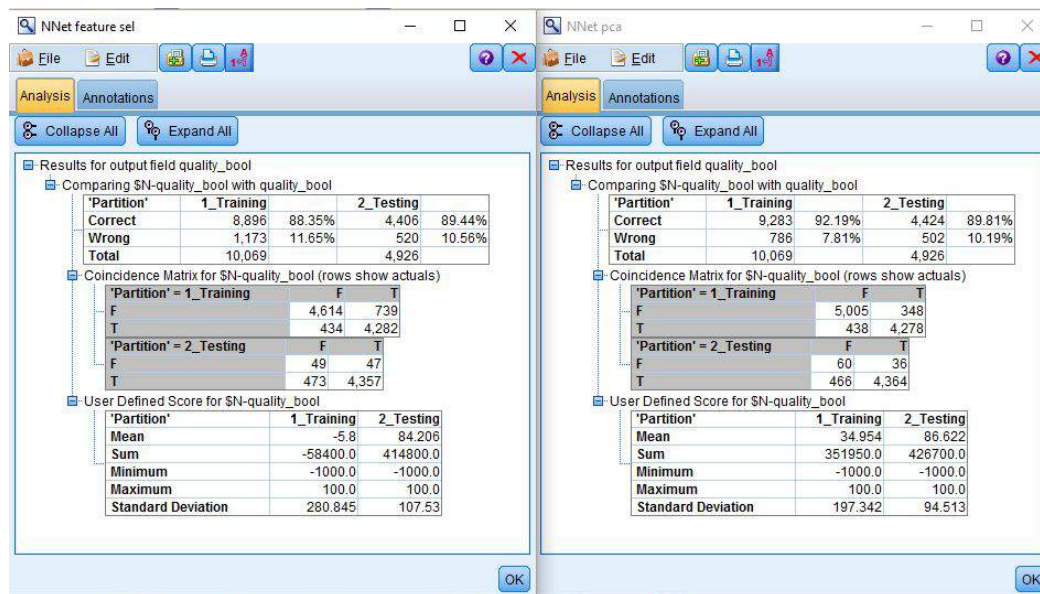 NNet feature sel
File Edit
Analysis Annotations
Collapse All Expand All
Results for output field quality_bool
Comparing $N-quality_bool with quality_bool
'Partition' 1_Training 2_Testing
Correct 8,896 88.35% 4,406 89.44%
Wrong 1,173 11.65% 520 10.56%
Total 10,069 4,926
Coincidence Matrix for $N-quality_bool (rows show actuals)
'Partition' = 1_Training F T
F 4,614 739
T 434 4,282
'Partition' = 2_Testing F T
F 49 47
T 473 4,357
User Defined Score for $N-quality_bool
'Partition' 1_Training 2_Testing
Mean -5.8 84.206
Sum -58400.0 414800.0
Minimum -1000.0 -1000.0
Maximum 100.0 100.0
Standard Deviation 280.845 107.53
OK
NNet pca
File Edit
Analysis Annotations
Collapse All Expand All
Results for output field quality_bool
Comparing $N-quality_bool with quality_bool
'Partition' 1_Training 2_Testing
Correct 9,283 92.19% 4,424 89.81%
Wrong 786 7.81% 502 10.19%
Total 10,069 4,926
Coincidence Matrix for $N-quality_bool (rows show actuals)
'Partition' = 1_Training F T
F 5,005 348
T 438 4,278
'Partition' = 2_Testing F T
F 60 36
T 466 4,364
User Defined Score for $N-quality_bool
'Partition' 1_Training 2_Testing
Mean 34.954 86.622
Sum 351950.0 426700.0
Minimum -1000.0 -1000.0
Maximum 100.0 100.0
Standard Deviation 197.342 94.513
OK